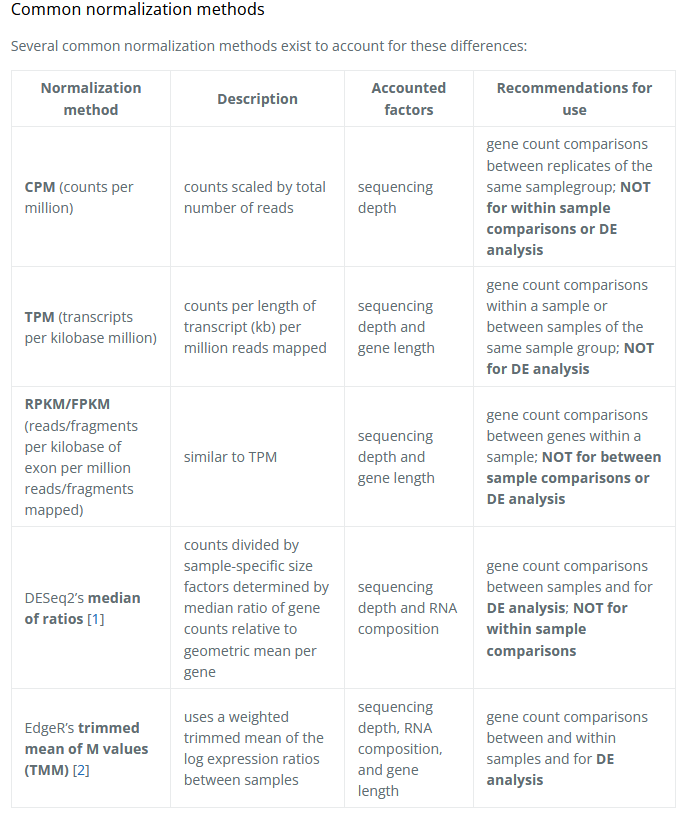 Common normalization methods
Several common normalization methods exist to account for these differences:
Normalization
method
Description
Accounted
factors
Recommendations for
use
CPM (counts per
million)
counts scaled by total
number of reads
sequencing
depth
gene count comparisons
between replicates of the
same samplegroup; NOT
for within sample
comparisons or DE
analysis
TPM (transcripts
per kilobase million)
counts per length of
transcript (kb) per
million reads mapped
sequencing
depth and
gene length
gene count comparisons
within a sample or
between samples of the
same sample group; NOT
for DE analysis
RPKM/FPKM
(reads/fragments
per kilobase of
exon per million
reads/fragments
mapped)
similar to TPM
sequencing
depth and
gene length
gene count comparisons
between genes within a
sample; NOT for between
sample comparisons or
DE analysis
DESeq2's median
of ratios [1]
counts divided by
sample-specific size
factors determined by
median ratio of gene
counts relative to
geometric mean per
gene
sequencing
depth and RNA
composition
gene count comparisons
between samples and for
DE analysis; NOT for
within sample
comparisons
EdgeR's trimmed
mean of M values
(TMM) [2]
uses a weighted
trimmed mean of the
log expression ratios
between samples
sequencing
depth, RNA
composition,
and gene
length
gene count comparisons
between and within
samples and for DE
analysis